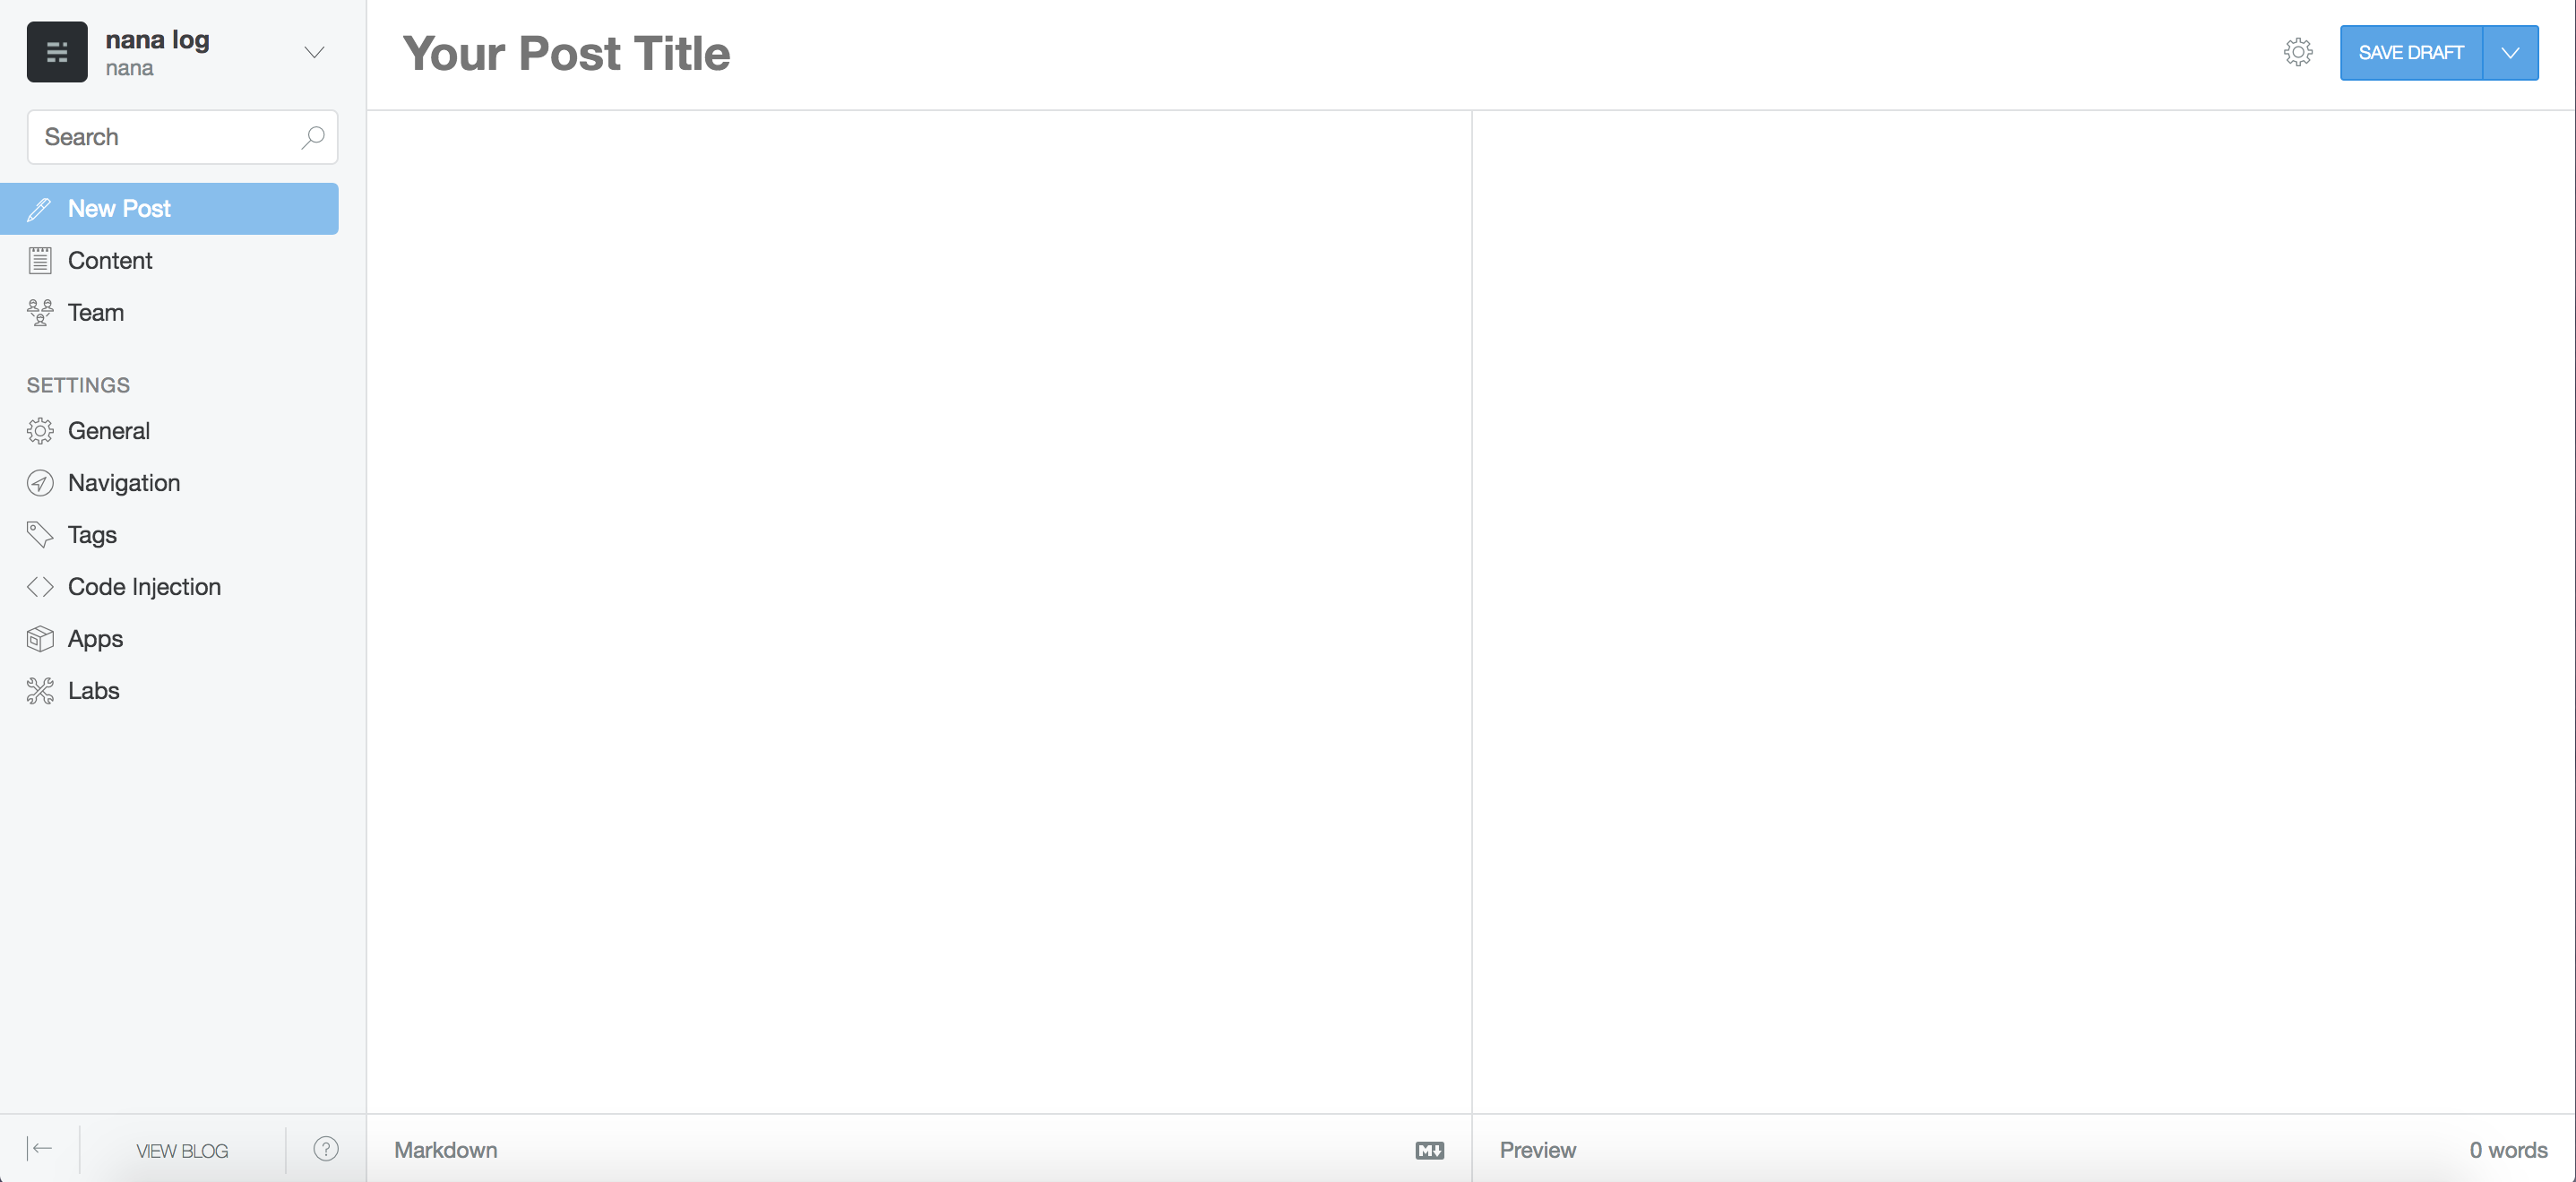 nana log
nana
Search
New Post
Content
Team
SETTINGS
General
Navigation
Tags
Code Injection
Apps
Labs
VIEW BLOG
?
Your Post Title
SAVE DRAFT
Markdown
M
Preview
0 words